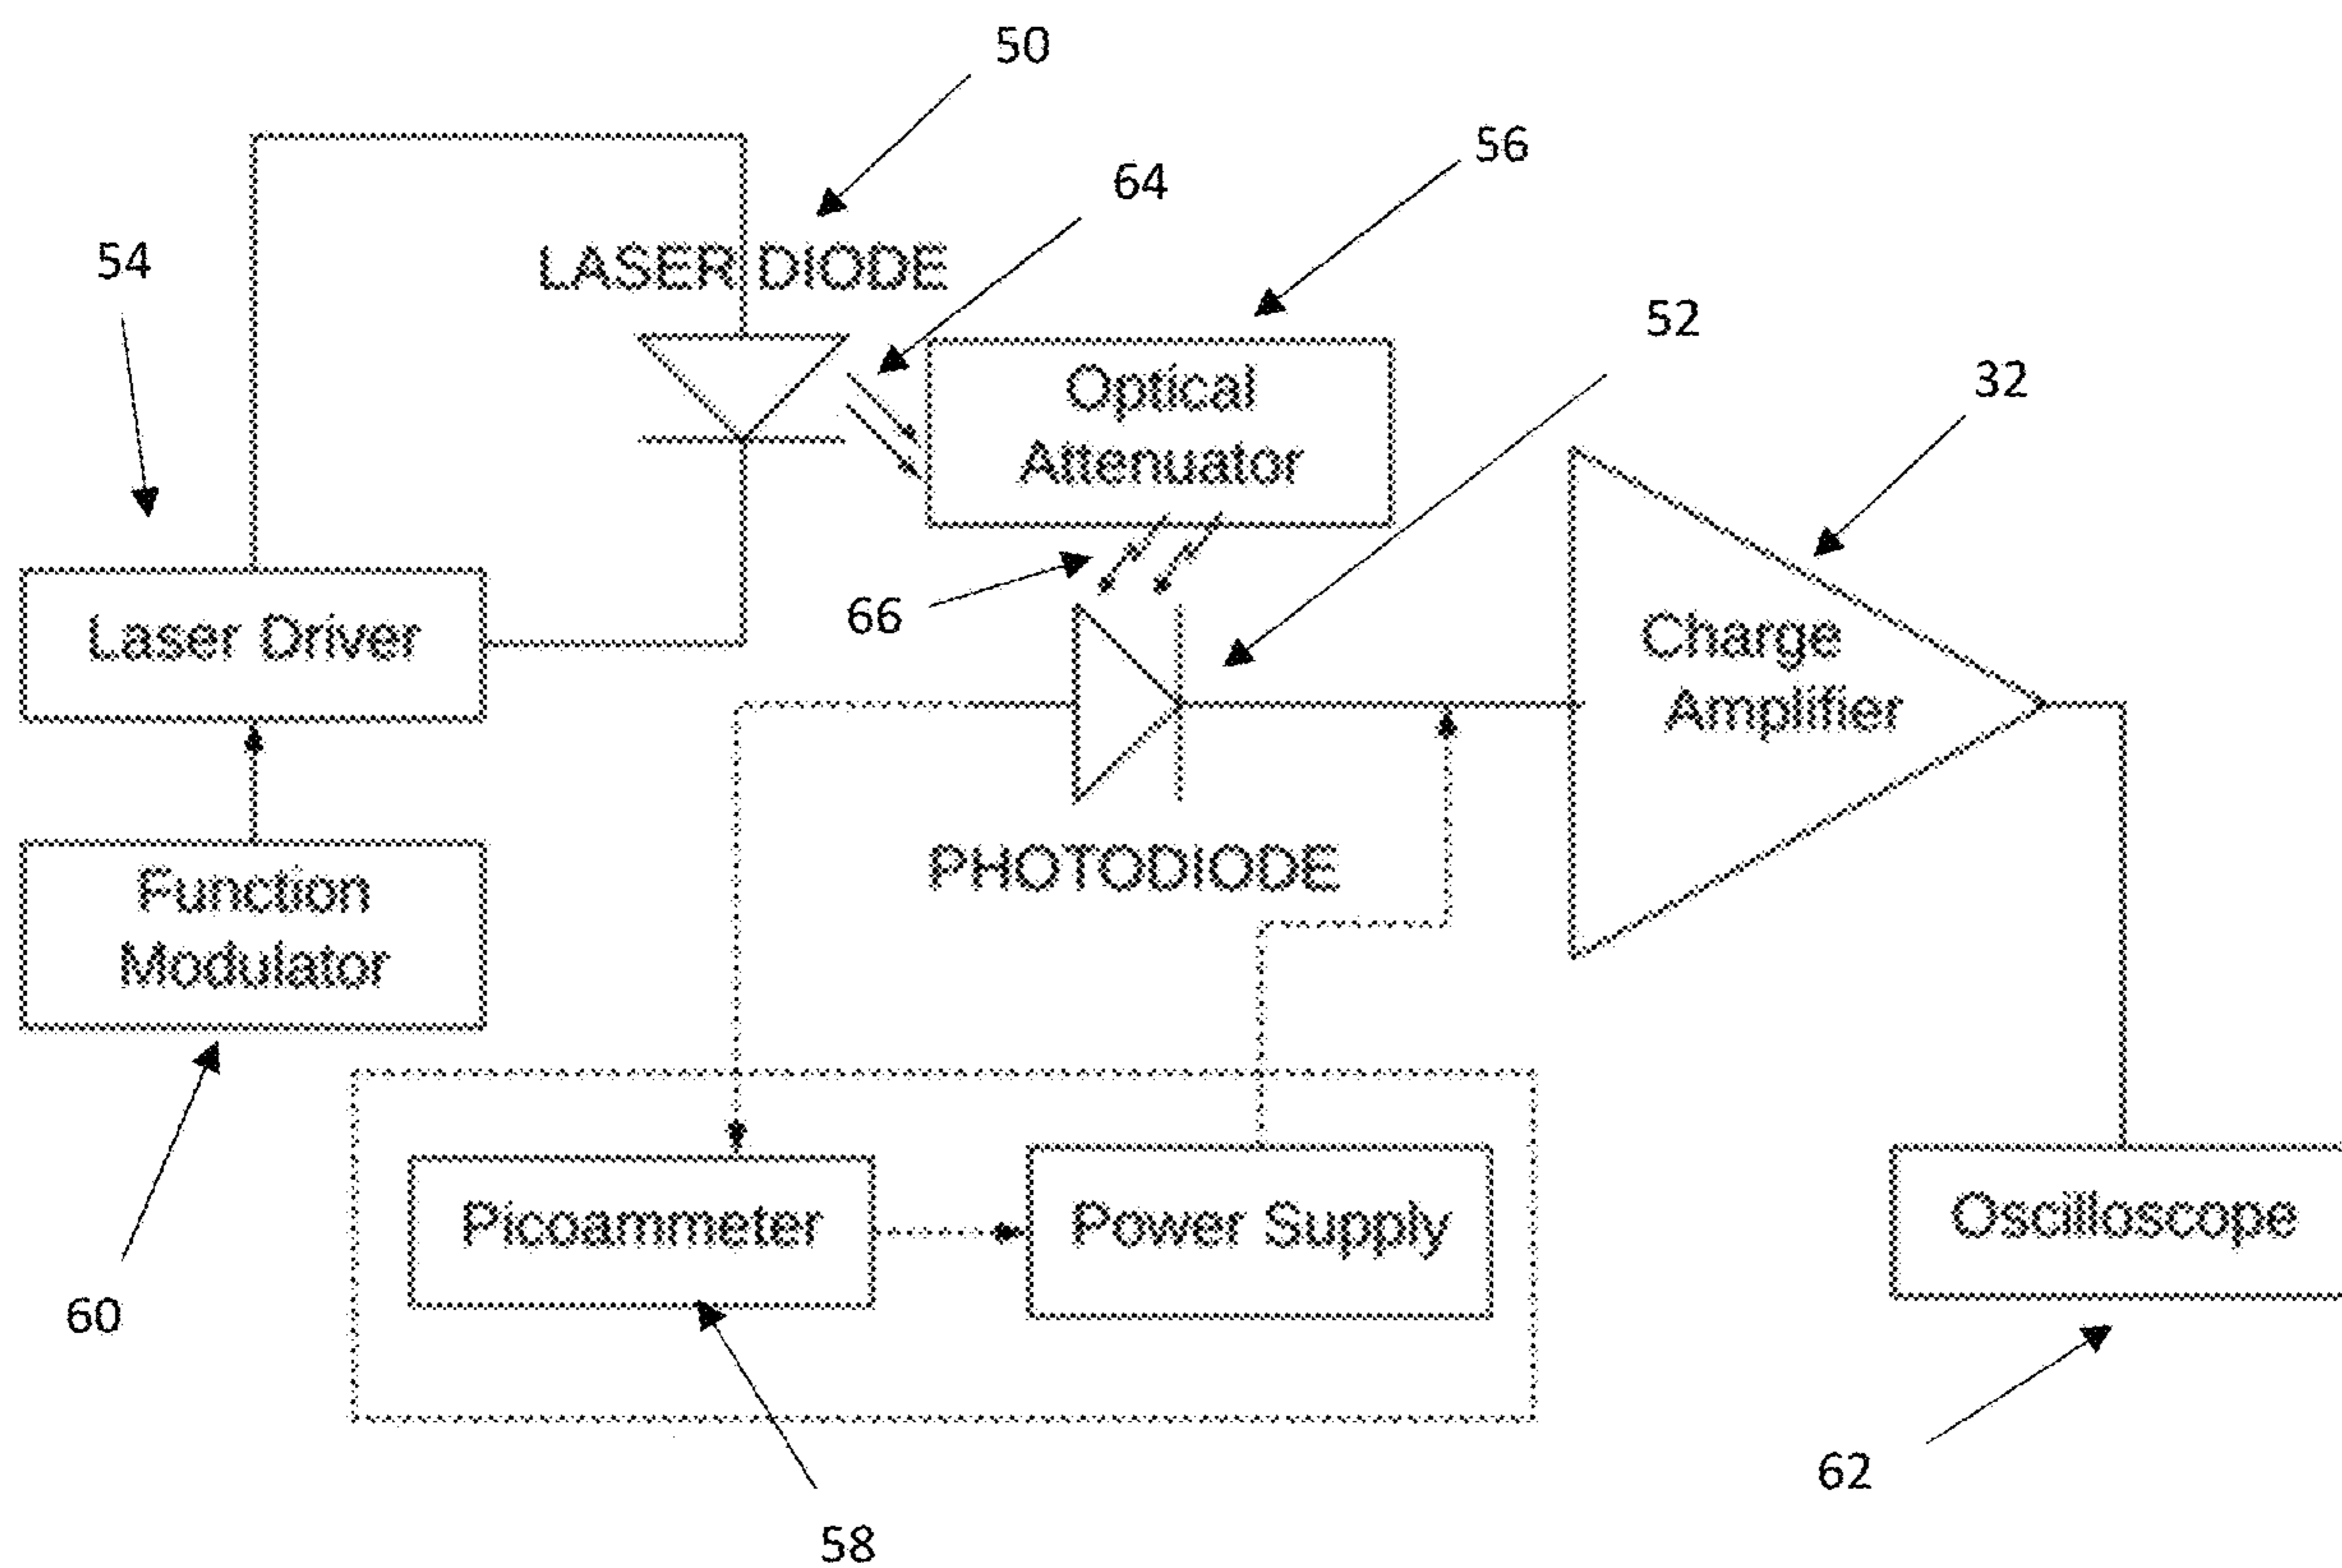 50
56
64
54
LASER DIODE
52
32
Optical
Attenuator
66
Laser Driver
Charge
Amplifier
PHOTODIODE
Function
Modulator
Picoammeter
Power Supply
Oscilloscope
60
62
58